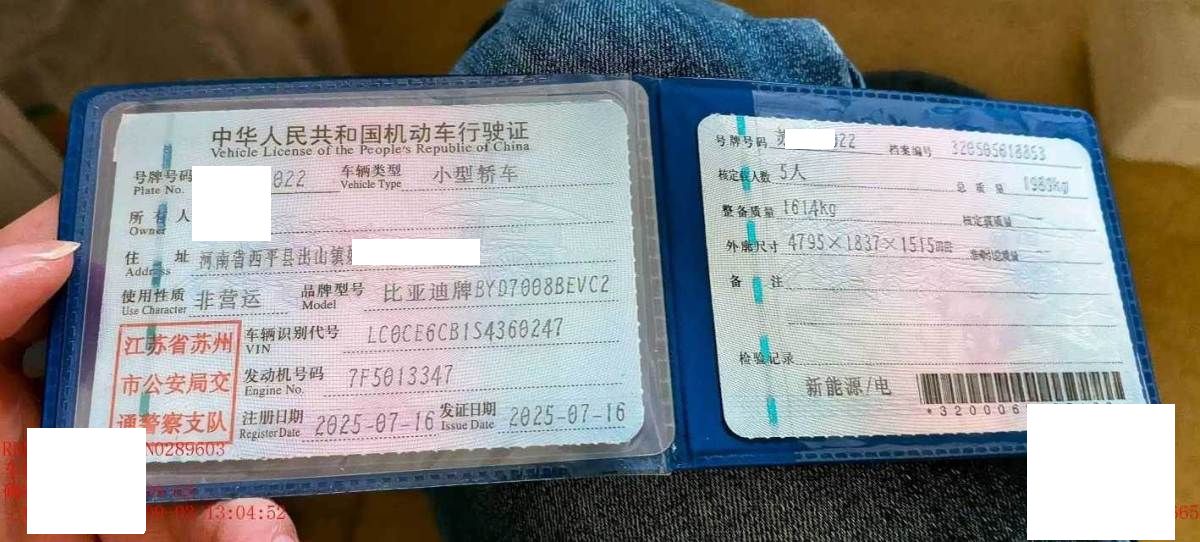 中华人民共和国机动车行驶证
Vehicle License of the People's Republic of China
号牌号码
Plate No.
022
车辆类型
Vehicle Type
小型轿车
所有人
Owner
住址
Address
河南省西平县出山镇
使用性质
Use Character
非营运
品牌型号
Model
比亚迪牌BYD7008BEVC2
江苏省苏州
市公安局交
通警察支队
车辆识别代号
VIN
LC0CE6CB1S4360247
发动机号码
Engine No.
7F5013347
注册日期
Register Date
2025-07-16
发证日期
Issue Date
2025-07-16
号牌号码
022
档案编号
核定载人数 5人
总质量 1989kg
整备质量 1614kg
核定载质量
外廓尺寸 4795×1837×1515mm
准牵引总质量
备注
检验记录
新能源/电
*320006
N0289603
13:04:52